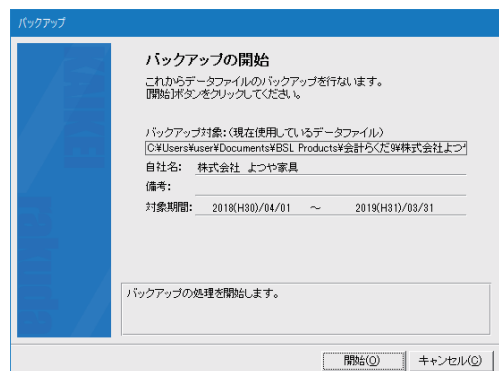 バックアップ
バックアップの開始
これからデータファイルのバックアップを行ないます。
[開始]ボタンをクリックしてください。
バックアップ対象:(現在使用しているデータファイル)
C:¥Users¥user¥Documents¥BSL Products¥会計らくだ9¥株式会社よつ
自社名: 株式会社 よつや家具
備考:
対象期間: 2018(H30)/04/01 ~ 2019(H31)/03/31
バックアップの処理を開始します。
開始(O) キャンセル(C)
KAIKEI
rakuda